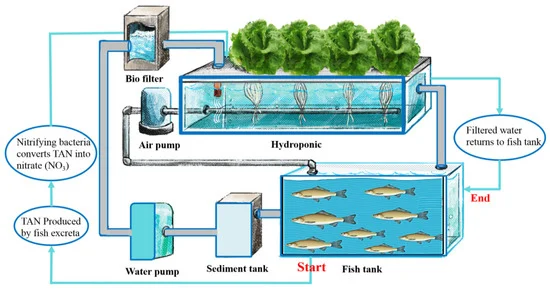 Bio filter
Air pump
Hydroponic
Nitrifying bacteria
converts TAN into
nitrate (NO3)
Filtered water
returns to fish tank
End
TAN Produced
by fish excreta
Water pump
Sediment tank
Start
Fish tank